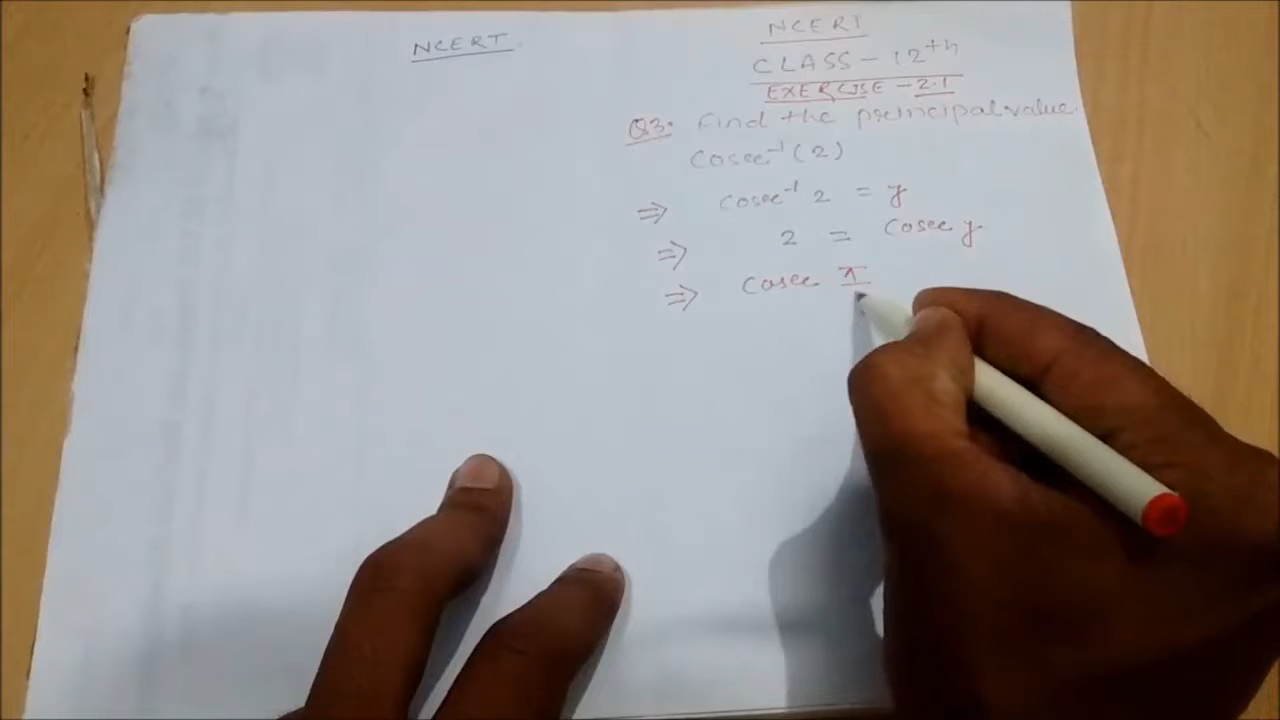 NCERT.
NCERT
CLASS - 12th
EXERCISE - 2.1
Q3. Find the principal value.
Cosec⁻¹ (2)
⇒ Cosec⁻¹ 2 = y
⇒ 2 = Cosec y
⇒ Cosec π